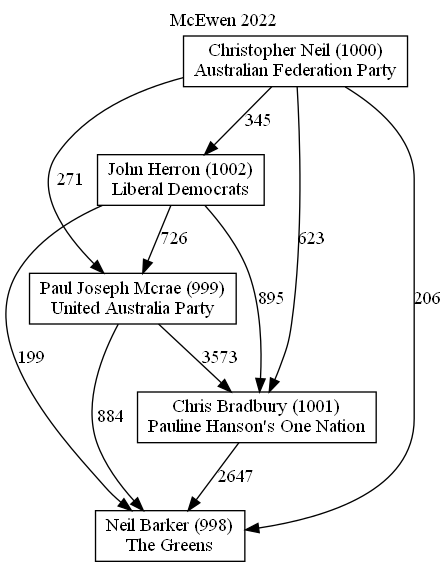 McEwen 2022
Christopher Neil (1000)
Australian Federation Party
345
John Herron (1002)
Liberal Democrats
271
726
623
Paul Joseph Mcrae (999)
United Australia Party
895
206
199
3573
Chris Bradbury (1001)
Pauline Hanson's One Nation
884
2647
Neil Barker (998)
The Greens